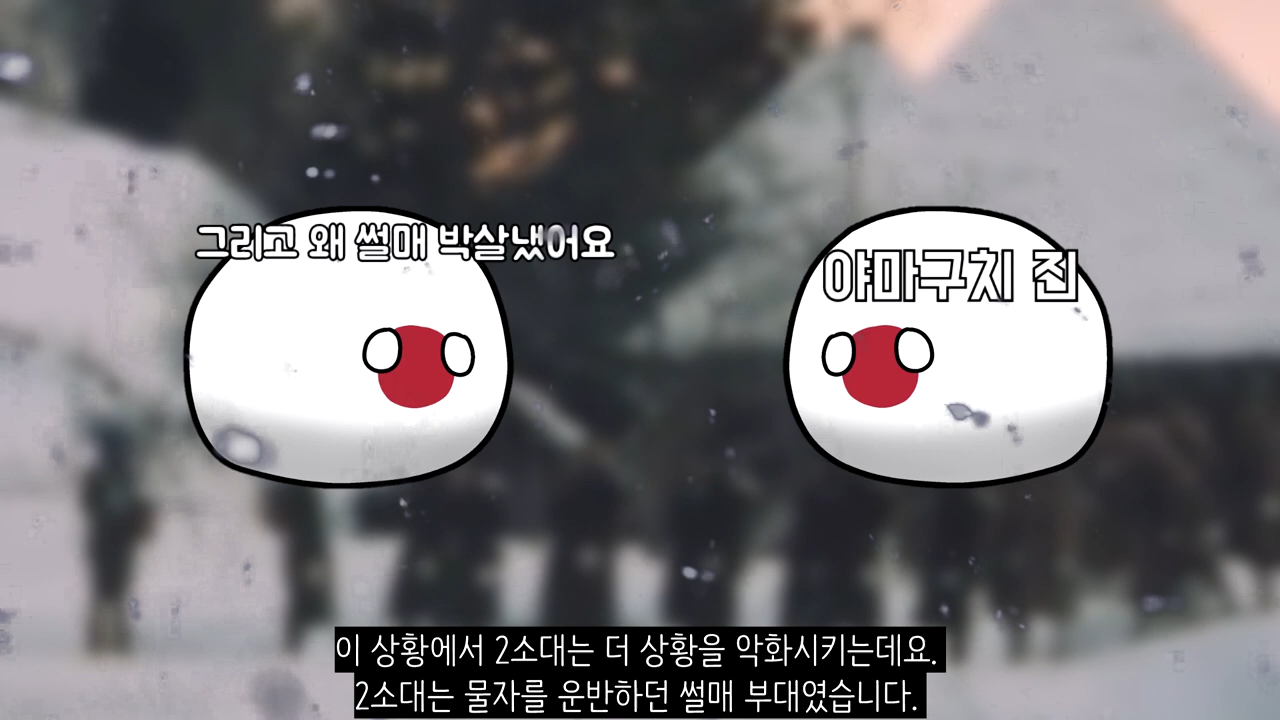 그리고 왜 썰매 박살냈어요
야마구치 진
이 상황에서 2소대는 더 상황을 악화시키는데요.
2소대는 물자를 운반하던 썰매 부대였습니다.